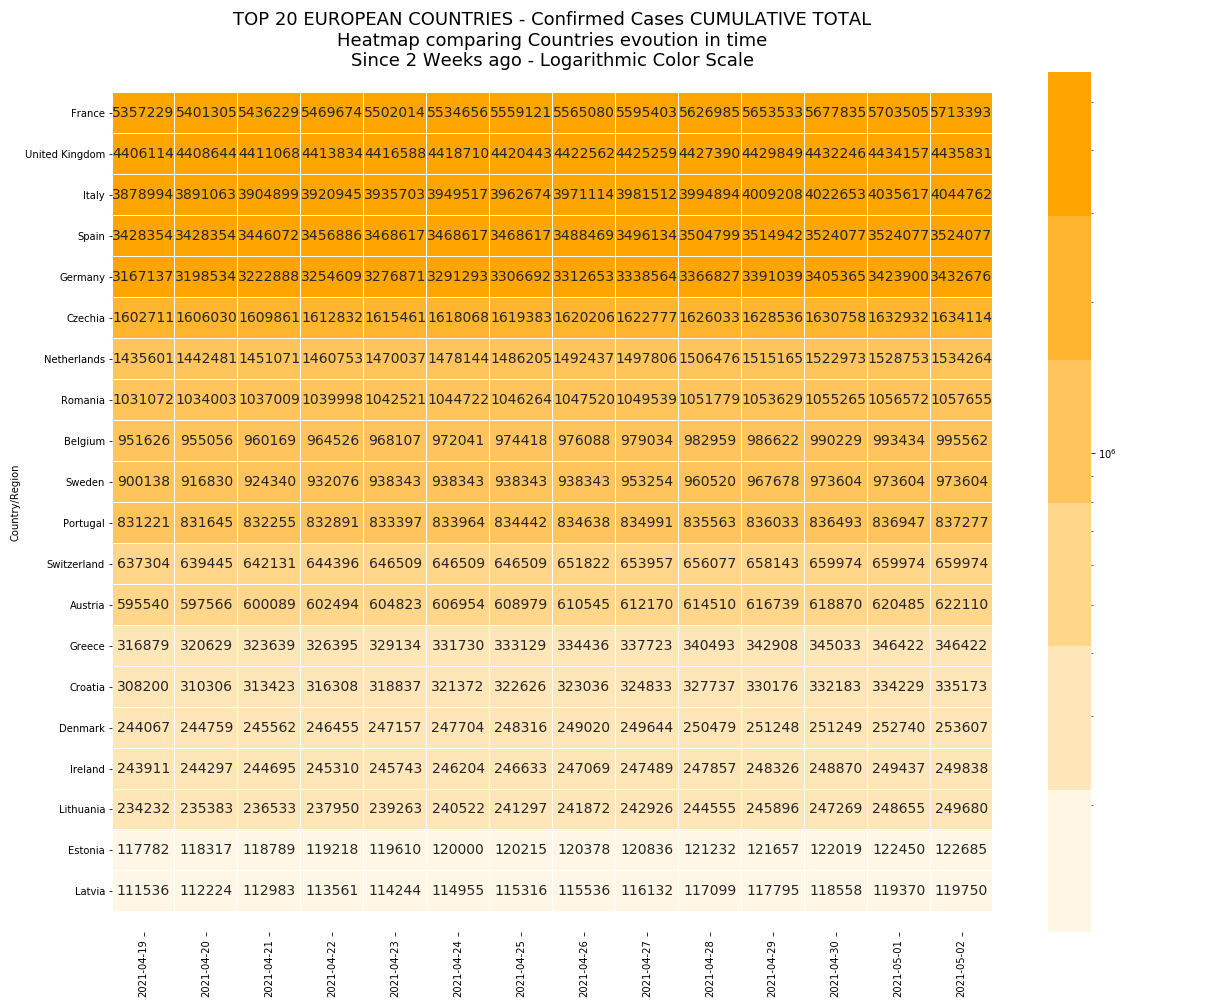 TOP 20 EUROPEAN COUNTRIES - Confirmed Cases CUMULATIVE TOTAL
Heatmap comparing Countries evoution in time
Since 2 Weeks ago - Logarithmic Color Scale
France 5357229 5401305 5436229 5469674 5502014 5534656 5559121 5565080 5595403 5626985 5653533 5677835 5703505 5713393
United Kingdom 4406114 4408644 4411068 4413834 4416588 4418710 4420443 4422562 4425259 4427390 4429849 4432246 4434157 4435831
Italy 3878994 3891063 3904899 3920945 3935703 3949517 3962674 3971114 3981512 3994894 4009208 4022653 4035617 4044762
Spain 3428354 3428354 3446072 3456886 3468617 3468617 3468617 3488469 3496134 3504799 3514942 3524077 3524077 3524077
Germany 3167137 3198534 3222888 3254609 3276871 3291293 3306692 3312653 3338564 3366827 3391039 3405365 3423900 3432676
Czechia 1602711 1606030 1609861 1612832 1615461 1618068 1619383 1620206 1622777 1626033 1628536 1630758 1632932 1634114
Netherlands 1435601 1442481 1451071 1460753 1470037 1478144 1486205 1492437 1497806 1506476 1515165 1522973 1528753 1534264
Romania 1031072 1034003 1037009 1039998 1042521 1044722 1046264 1047520 1049539 1051779 1053629 1055265 1056572 1057655
Belgium 951626 955056 960169 964526 968107 972041 974418 976088 979034 982959 986622 990229 993434 995562
Sweden 900138 916830 924340 932076 938343 938343 938343 938343 953254 960520 967678 973604 973604 973604
Portugal 831221 831645 832255 832891 833397 833964 834442 834638 834991 835563 836033 836493 836947 837277
Switzerland 637304 639445 642131 644396 646509 646509 646509 651822 653957 656077 658143 659974 659974 659974
Austria 595540 597566 600089 602494 604823 606954 608979 610545 612170 614510 616739 618870 620485 622110
Greece 316879 320629 323639 326395 329134 331730 333129 334436 337723 340493 342908 345033 346422 346422
Croatia 308200 310306 313423 316308 318837 321372 322626 323036 324833 327737 330176 332183 334229 335173
Denmark 244067 244759 245562 246455 247157 247704 248316 249020 249644 250479 251248 251249 252740 253607
Ireland 243911 244297 244695 245310 245743 246204 246633 247069 247489 247857 248326 248870 249437 249838
Lithuania 234232 235383 236533 237950 239263 240522 241297 241872 242926 244555 245896 247269 248655 249680
Estonia 117782 118317 118789 119218 119610 120000 120215 120378 120836 121232 121657 122019 122450 122685
Latvia 111536 112224 112983 113561 114244 114955 115316 115536 116132 117099 117795 118558 119370 119750
Country/Region
2021-04-19 2021-04-20 2021-04-21 2021-04-22 2021-04-23 2021-04-24 2021-04-25 2021-04-26 2021-04-27 2021-04-28 2021-04-29 2021-04-30 2021-05-01 2021-05-02
10⁶